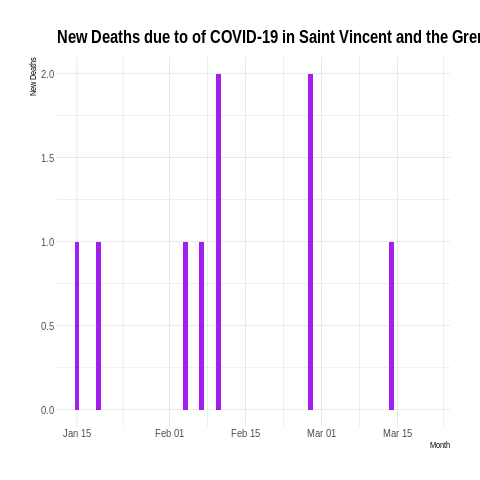 New Deaths due to of COVID-19 in Saint Vincent and the Gren
New Deaths
2.0
1.5
1.0
0.5
0.0
Jan 15 Feb 01 Feb 15 Mar 01 Mar 15
Month